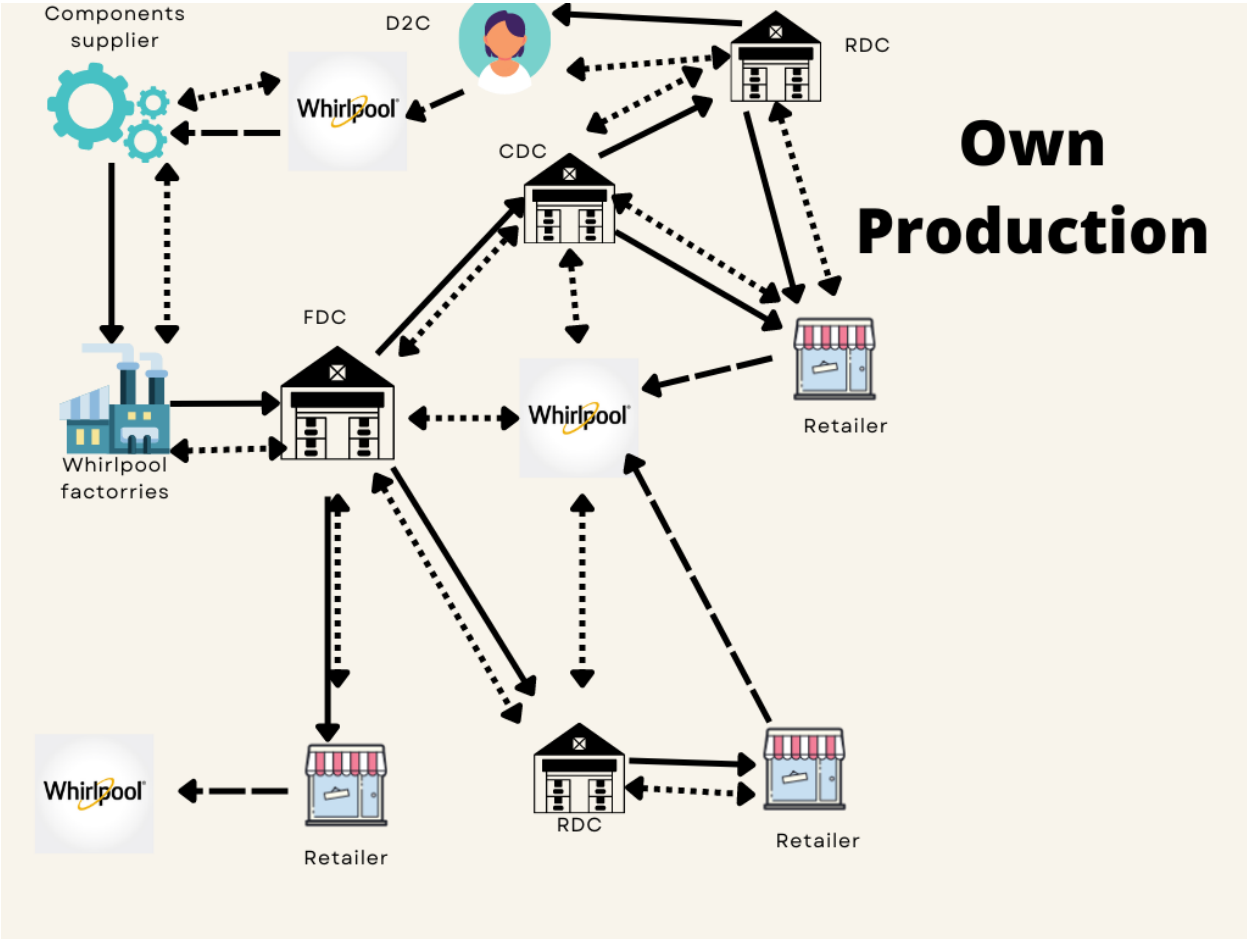 Components
supplier
D2C
RDC
Whirlpool
CDC
Own
Production
FDC
Whirlpool
Retailer
Whirlpool
factorries
Whirlpool
RDC
Retailer
Retailer